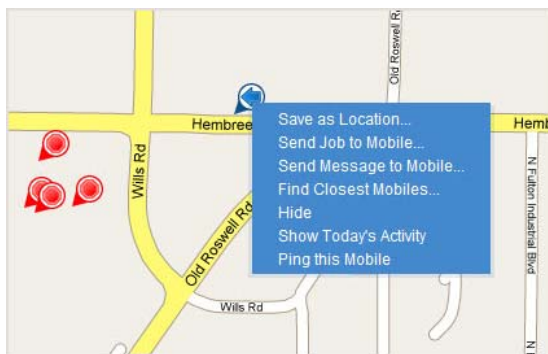 Old Roswell R
Hembree
Hemb
Save as Location...
Send Job to Mobile...
Send Message to Mobile...
Find Closest Mobiles...
Hide
Show Today's Activity
Ping this Mobile
Wills Rd
Old Roswell Rd
N Fulton Industrial Blvd
Wills Rd
N